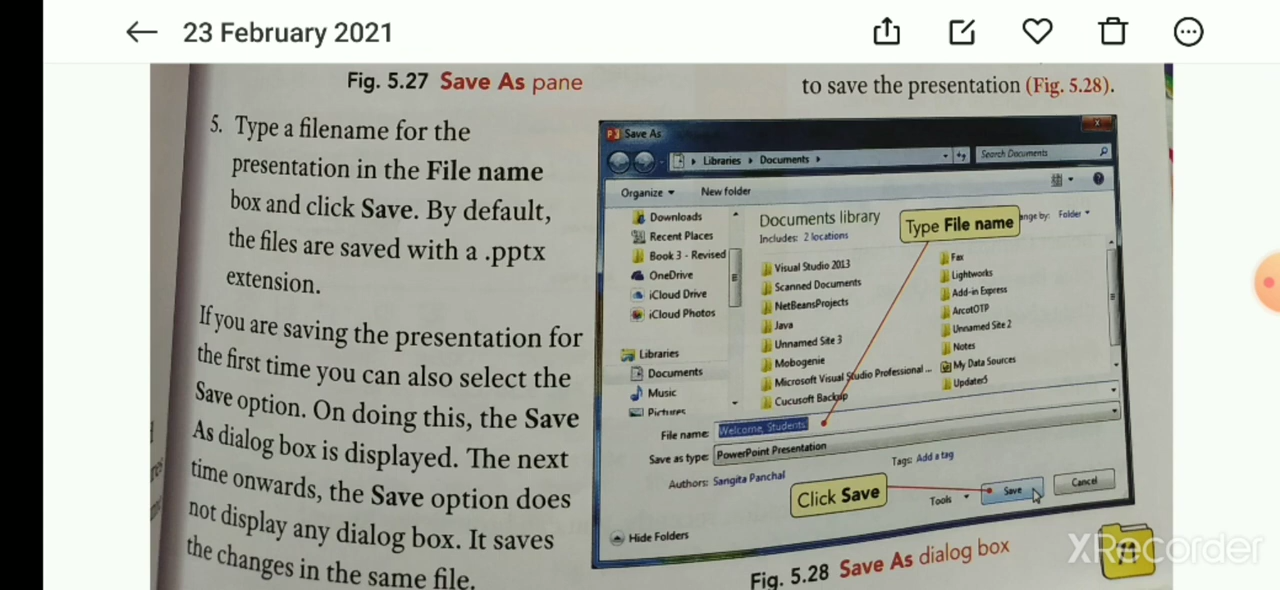 23 February 2021
Fig. 5.27 Save As pane
to save the presentation (Fig. 5.28).
5. Type a filename for the
presentation in the File name
box and click Save. By default,
the files are saved with a .pptx
extension.
If you are saving the presentation for
the first time you can also select the
Save option. On doing this, the Save
As dialog box is displayed. The next
time onwards, the Save option does
not display any dialog box. It saves
the changes in the same file.
Save As
Libraries Documents
Search Documents
Organize
New folder
Downloads
Recent Places
Book 3 - Revised
OneDrive
iCloud Drive
iCloud Photos
Libraries
Documents
Music
Pictures
Documents library
Includes: 2 locations
Type File name
Folder
Visual Studio 2013
Scanned Documents
NetBeansProjects
Java
Unnamed Site 3
Mobogenie
Microsoft Visual Studio Professional ...
Cucusoft Backup
Fax
Lightworks
Add-in Express
ArcotOTP
Unnamed Site 2
Notes
My Data Sources
Updater5
File name: Welcome, Students!
Save as type: PowerPoint Presentation
Authors: Sangita Panchal
Tags: Add a tag
Click Save
Tools
Save
Cancel
Hide Folders
Fig. 5.28 Save As dialog box
XRecorder